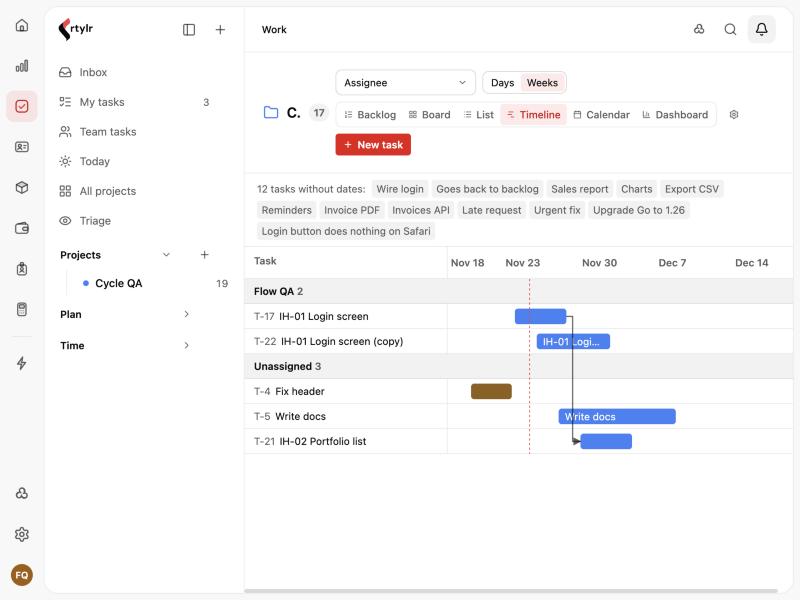 rtylr
Inbox
My tasks 3
Team tasks
Today
All projects
Triage
Projects
Cycle QA 19
Plan
Time
FQ
Work
Assignee Days Weeks
C. 17 Backlog Board List Timeline Calendar Dashboard
New task
12 tasks without dates: Wire login Goes back to backlog Sales report Charts Export CSV
Reminders Invoice PDF Invoices API Late request Urgent fix Upgrade Go to 1.26
Login button does nothing on Safari
Task Nov 18 Nov 23 Nov 30 Dec 7 Dec 14
Flow QA 2
T-17 IH-01 Login screen
T-22 IH-01 Login screen (copy) IH-01 Logi...
Unassigned 3
T-4 Fix header
T-5 Write docs Write docs
T-21 IH-02 Portfolio list